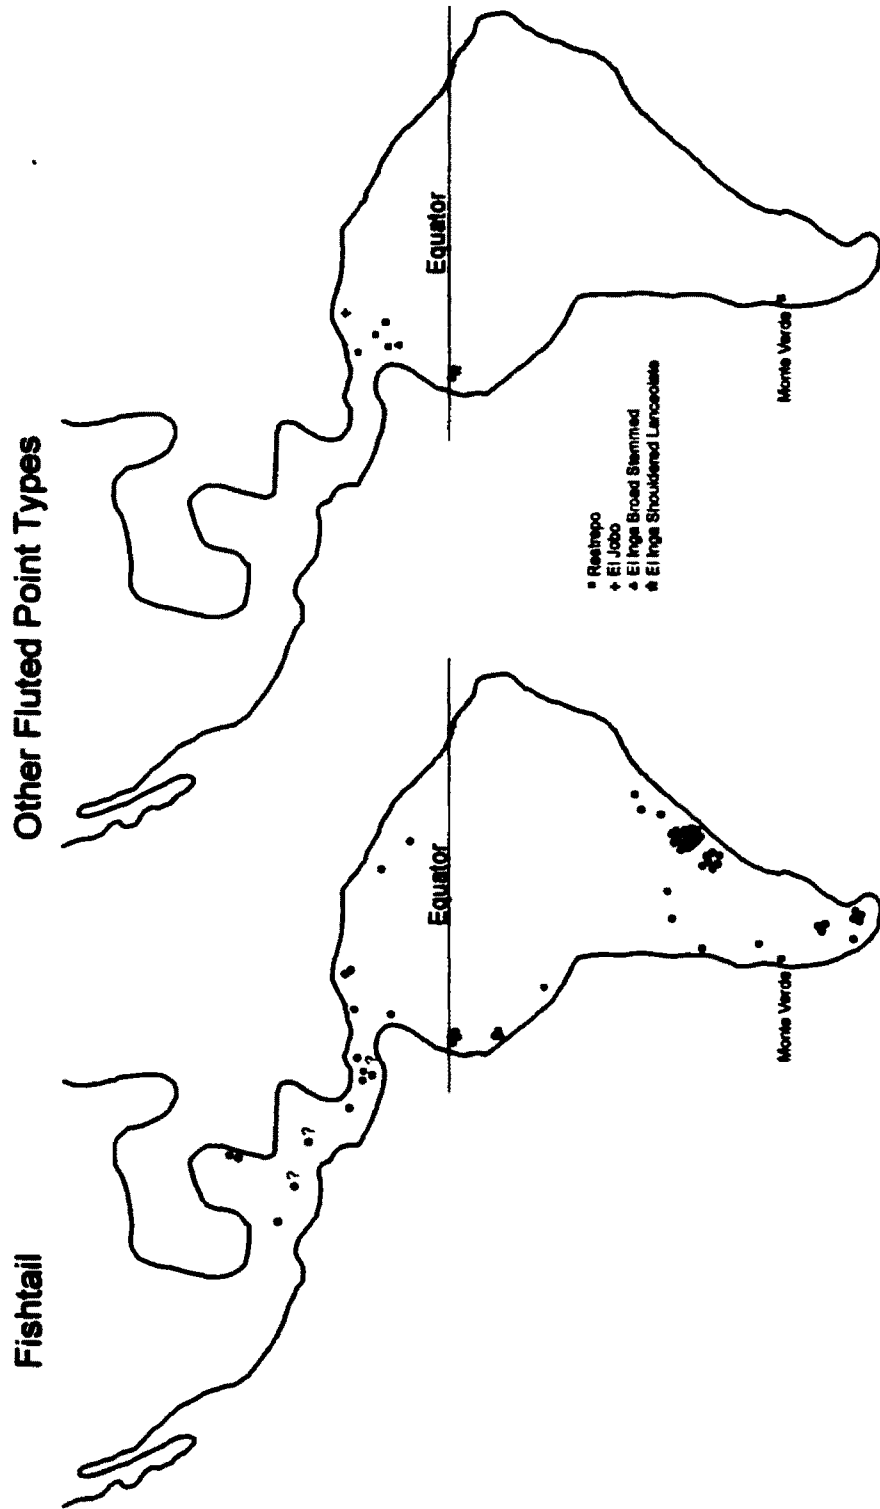 Fishtail
Equator
Monte Verde
?
?
?
Other Fluted Point Types
Equator
Monte Verde
Restrepo
El Jobo
El Inga Broad Stemmed
El Inga Shouldered Lanceolate